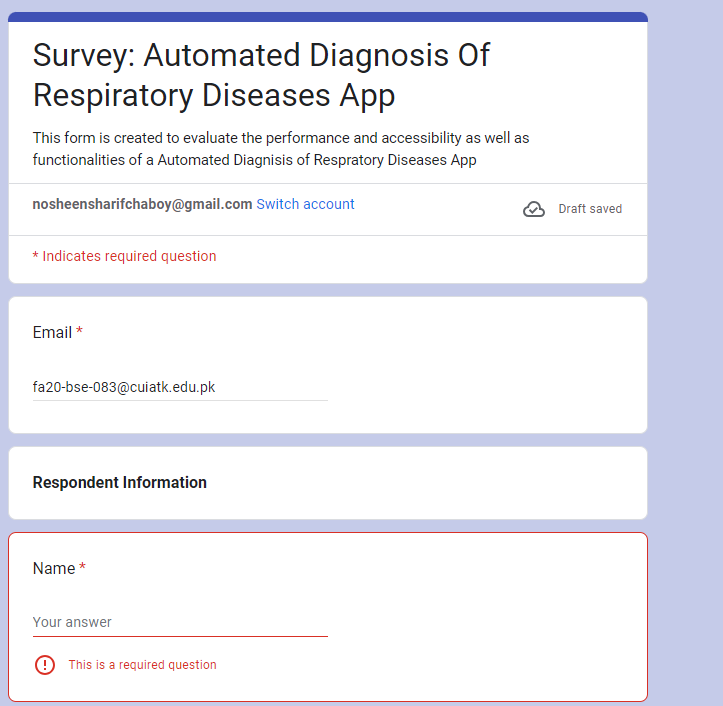 Survey: Automated Diagnosis Of
Respiratory Diseases App
This form is created to evaluate the performance and accessibility as well as
functionalities of a Automated Diagnisis of Respratory Diseases App
nosheensharifchaboy@gmail.com Switch account
Draft saved
* Indicates required question
Email *
fa20-bse-083@cuiatk.edu.pk
Respondent Information
Name *
Your answer
This is a required question